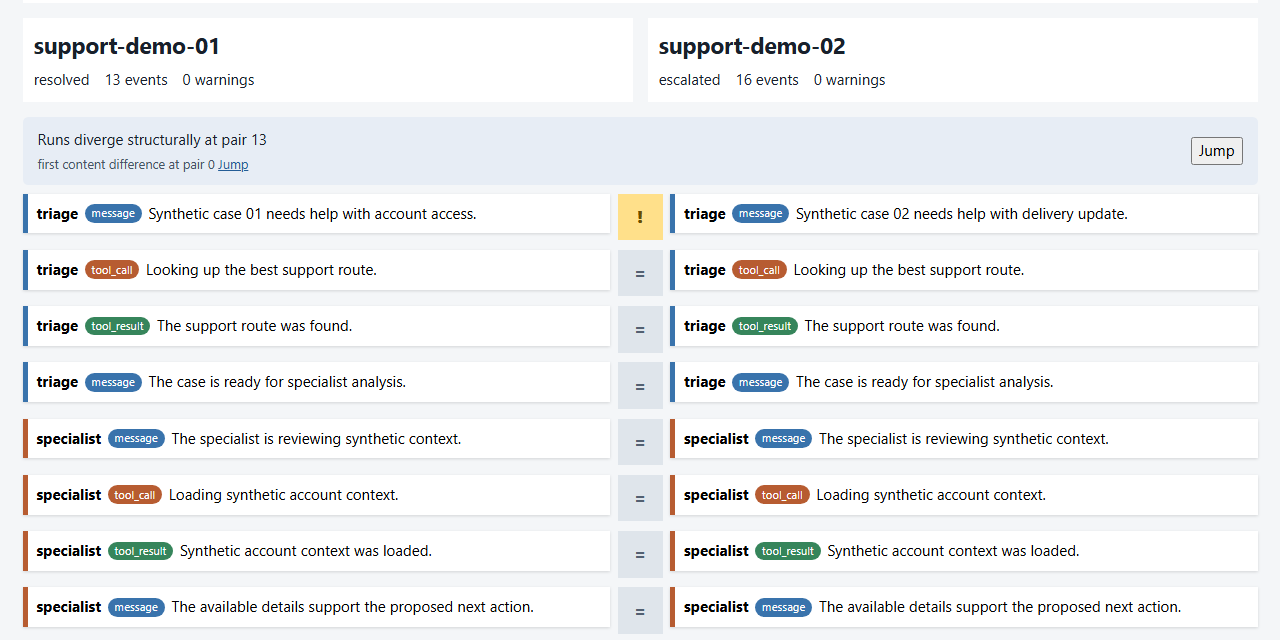 support-demo-01
resolved 13 events 0 warnings
support-demo-02
escalated 16 events 0 warnings
Runs diverge structurally at pair 13
first content difference at pair 0 Jump
Jump
triage message Synthetic case 01 needs help with account access. ! triage message Synthetic case 02 needs help with delivery update.
triage tool_call Looking up the best support route. = triage tool_call Looking up the best support route.
triage tool_result The support route was found. = triage tool_result The support route was found.
triage message The case is ready for specialist analysis. = triage message The case is ready for specialist analysis.
specialist message The specialist is reviewing synthetic context. = specialist message The specialist is reviewing synthetic context.
specialist tool_call Loading synthetic account context. = specialist tool_call Loading synthetic account context.
specialist tool_result Synthetic account context was loaded. = specialist tool_result Synthetic account context was loaded.
specialist message The available details support the proposed next action. = specialist message The available details support the proposed next action.